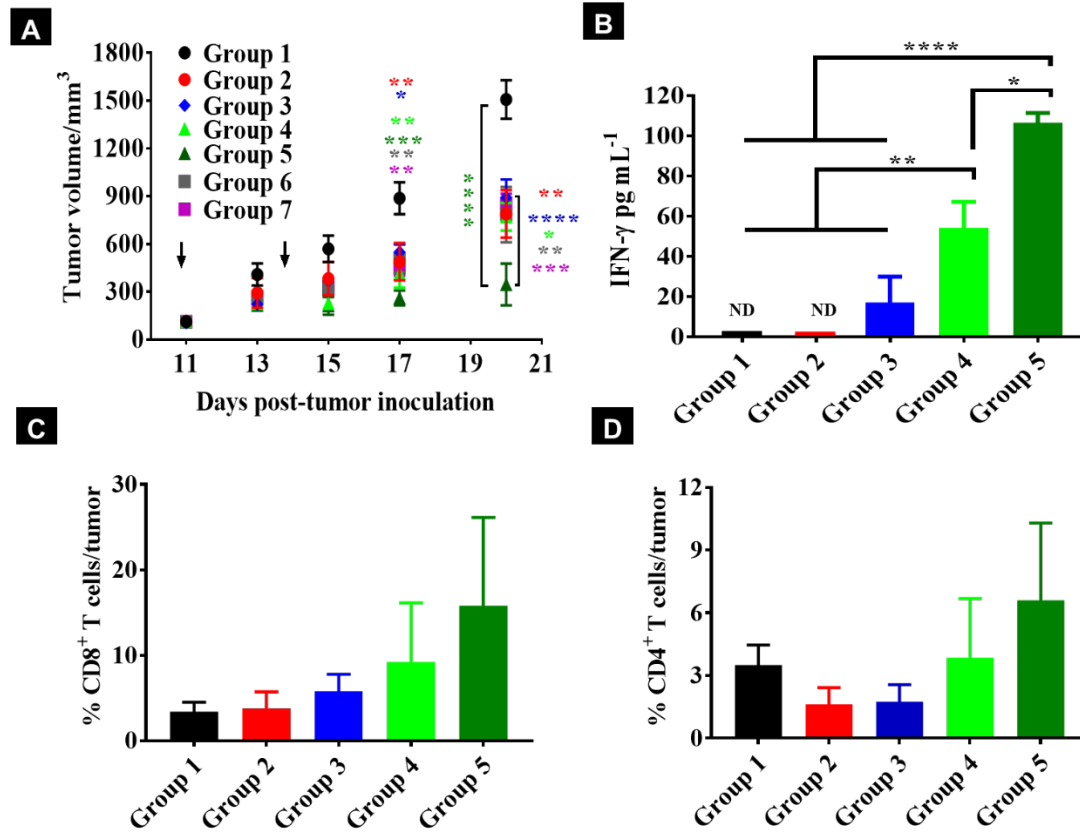 A
Tumor volume/mm³
1800
1500
1200
900
600
300
0
Group 1
Group 2
Group 3
Group 4
Group 5
Group 6
Group 7
**
*
**
***
**
**
****
**
****
*
**
***
11 13 15 17 19 21
Days post-tumor inoculation
B
IFN-γ pg mL⁻¹
120
100
80
60
40
20
0
****
*
**
ND ND
Group 1 Group 2 Group 3 Group 4 Group 5
C
% CD8⁺ T cells/tumor
30
20
10
0
Group 1 Group 2 Group 3 Group 4 Group 5
D
% CD4⁺ T cells/tumor
12
9
6
3
0
Group 1 Group 2 Group 3 Group 4 Group 5